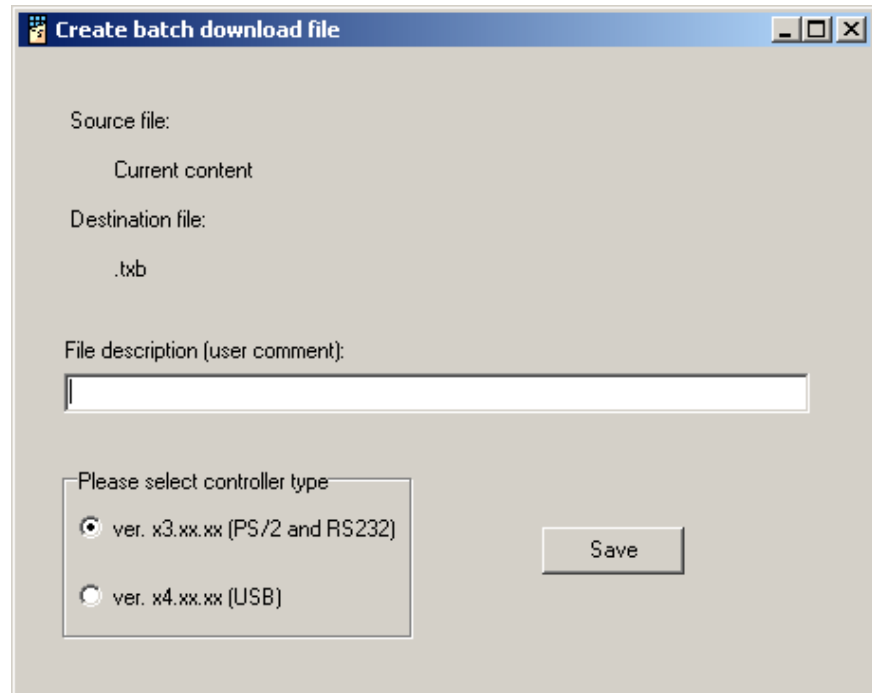 Create batch download file
Source file:
Current content
Destination file:
.txb
File description (user comment):
Please select controller type
ver. x3.xx.xx (PS/2 and RS232)
Save
ver. x4.xx.xx (USB)